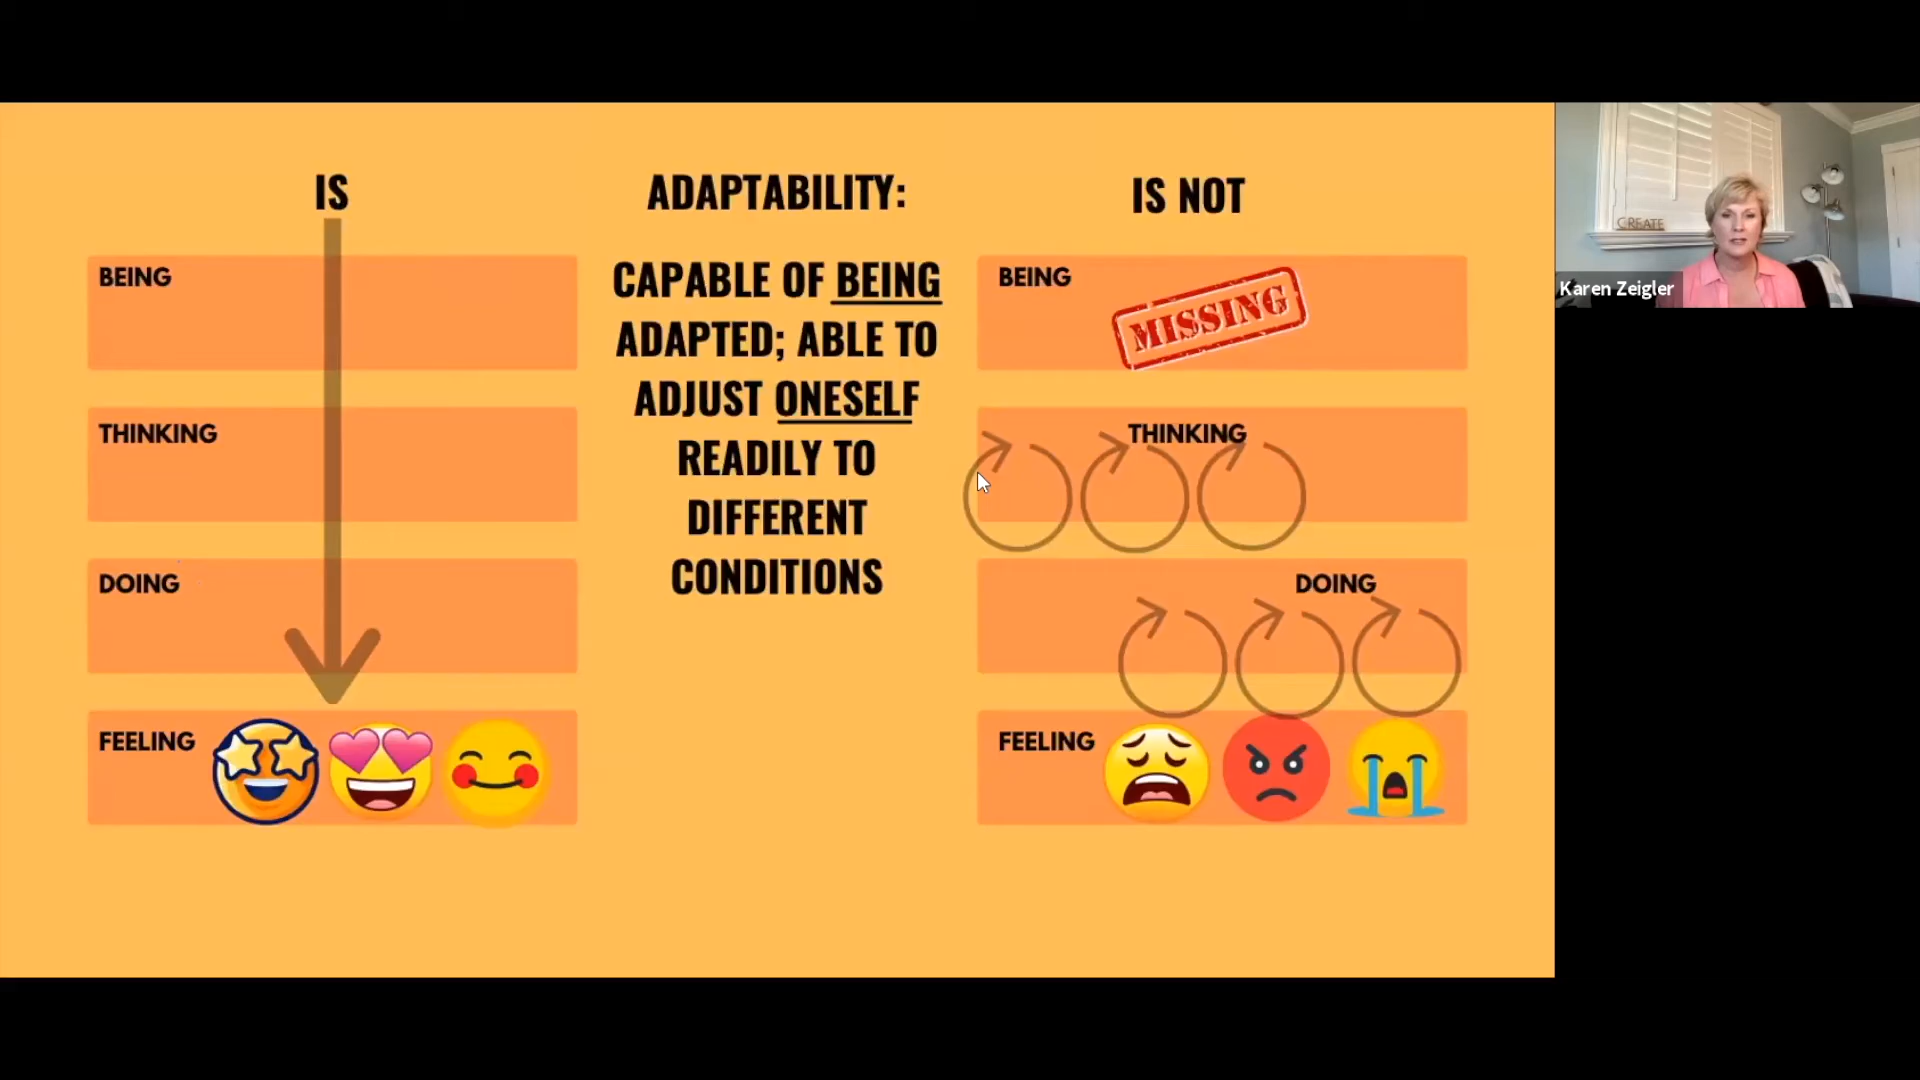 IS
BEING
THINKING
DOING
FEELING
ADAPTABILITY:
CAPABLE OF BEING
ADAPTED; ABLE TO
ADJUST ONESELF
READILY TO
DIFFERENT
CONDITIONS
IS NOT
BEING
MISSING
THINKING
DOING
FEELING
CREATE
Karen Zeigler